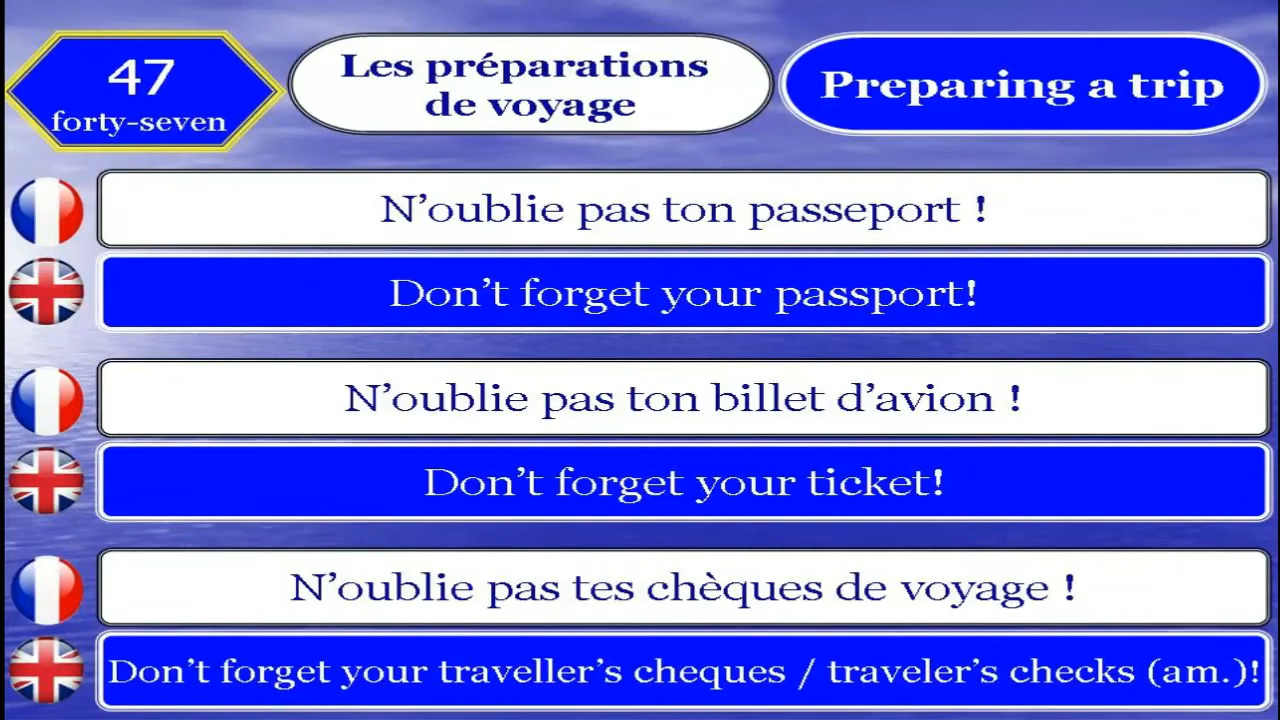 47
forty-seven
Les préparations
de voyage
Preparing a trip
N’oublie pas ton passeport !
Don’t forget your passport!
N’oublie pas ton billet d’avion !
Don’t forget your ticket!
N’oublie pas tes chèques de voyage !
Don’t forget your traveller’s cheques / traveler’s checks (am.)!